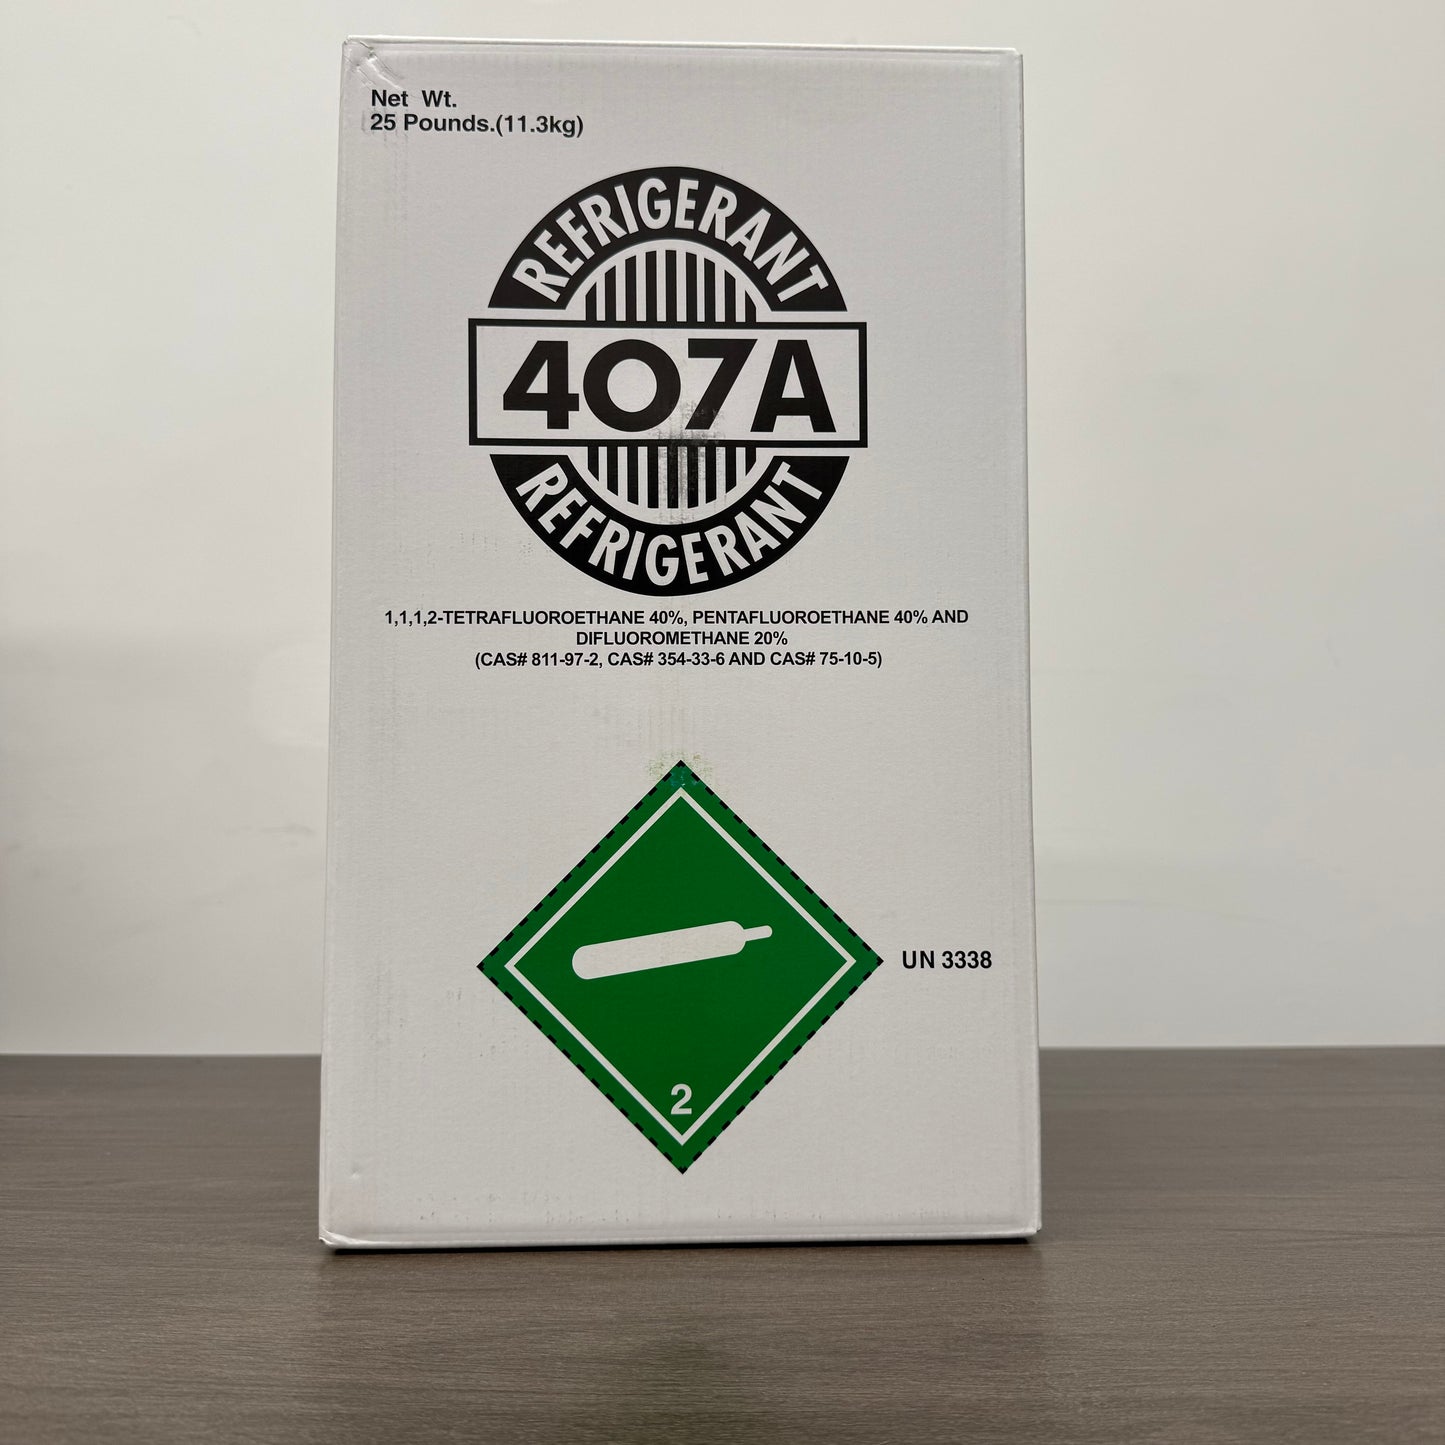 Net Wt.
25 Pounds.(11.3kg)
REFRIGERANT
407A
REFRIGERANT
1,1,1,2-TETRAFLUOROETHANE 40%, PENTAFLUOROETHANE 40% AND
DIFLUOROMETHANE 20%
(CAS# 811-97-2, CAS# 354-33-6 AND CAS# 75-10-5)
UN 3338
2